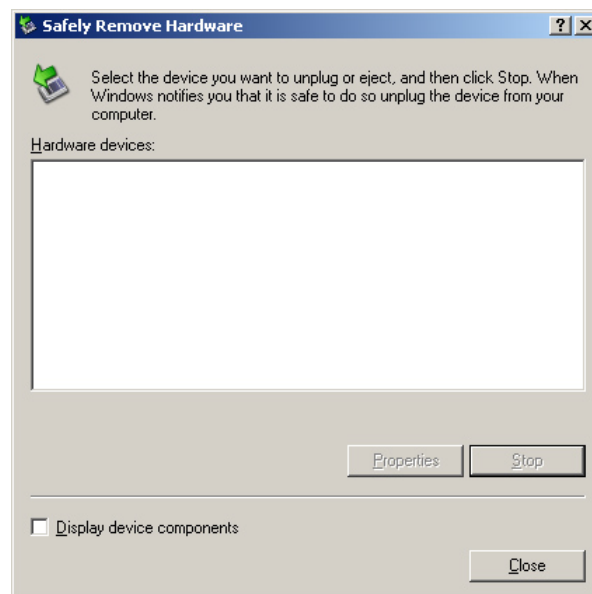 Safely Remove Hardware
Select the device you want to unplug or eject, and then click Stop. When
Windows notifies you that it is safe to do so unplug the device from your
computer.
Hardware devices:
Properties
Stop
Display device components
Close